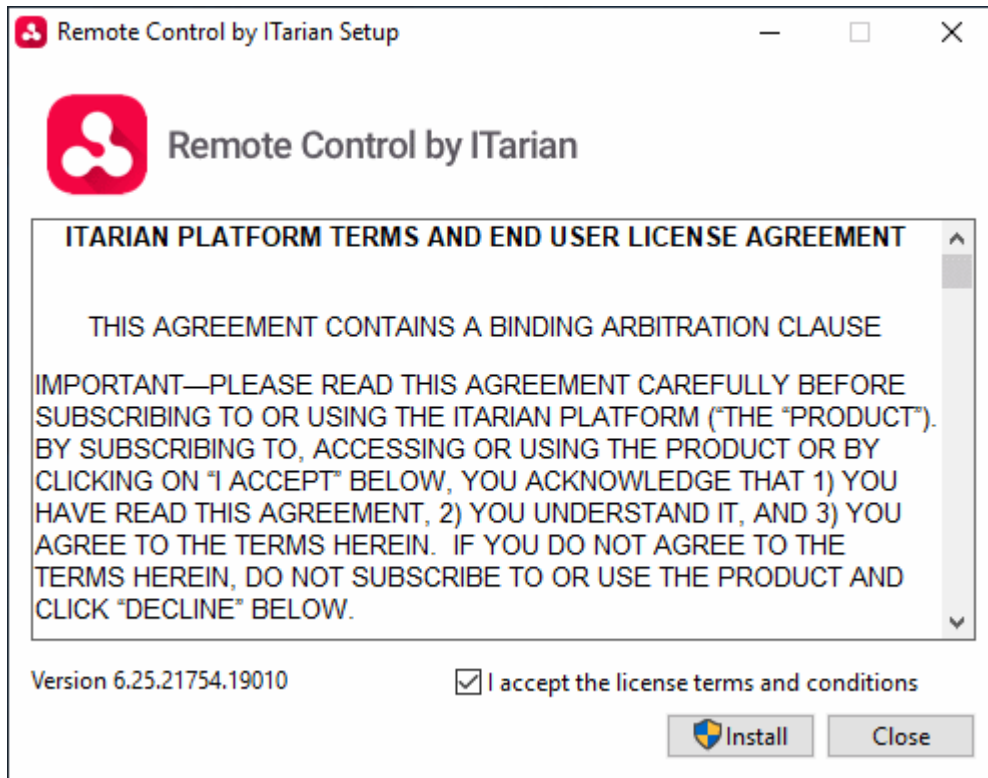 Remote Control by ITarian Setup
Remote Control by ITarian
ITARIAN PLATFORM TERMS AND END USER LICENSE AGREEMENT
THIS AGREEMENT CONTAINS A BINDING ARBITRATION CLAUSE
IMPORTANT—PLEASE READ THIS AGREEMENT CAREFULLY BEFORE
SUBSCRIBING TO OR USING THE ITARIAN PLATFORM (“THE “PRODUCT”).
BY SUBSCRIBING TO, ACCESSING OR USING THE PRODUCT OR BY
CLICKING ON “I ACCEPT” BELOW, YOU ACKNOWLEDGE THAT 1) YOU
HAVE READ THIS AGREEMENT, 2) YOU UNDERSTAND IT, AND 3) YOU
AGREE TO THE TERMS HEREIN.  IF YOU DO NOT AGREE TO THE
TERMS HEREIN, DO NOT SUBSCRIBE TO OR USE THE PRODUCT AND
CLICK “DECLINE” BELOW.
Version 6.25.21754.19010
I accept the license terms and conditions
Install
Close